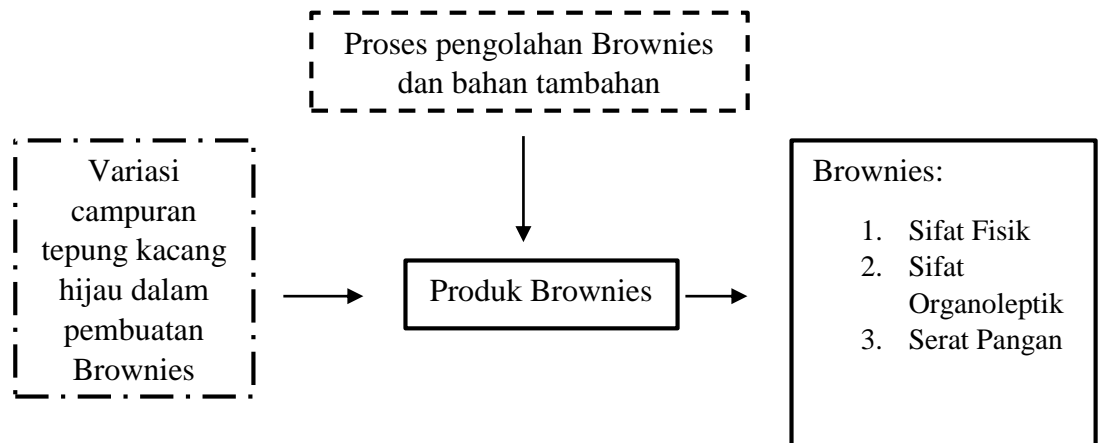 Proses pengolahan Brownies
dan bahan tambahan
Variasi
campuran
tepung kacang
hijau dalam
pembuatan
Brownies
Produk Brownies
Brownies:
1. Sifat Fisik
2. Sifat
Organoleptik
3. Serat Pangan